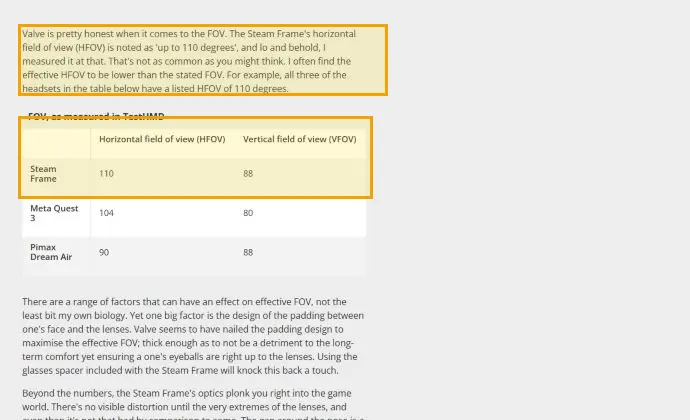 Valve is pretty honest when it comes to the FOV. The Steam Frame's horizontal
field of view (HFOV) is noted as 'up to 110 degrees', and lo and behold, I
measured it at that. That's not as common as you might think. I often find the
effective HFOV to be lower than the stated FOV. For example, all three of the
headsets in the table below have a listed HFOV of 110 degrees.
FOV, as measured in TestHMD
Horizontal field of view (HFOV) Vertical field of view (VFOV)
Steam
Frame 110 88
Meta Quest
3 104 80
Pimax
Dream Air 90 88
There are a range of factors that can have an effect on effective FOV, not the
least bit my own biology. Yet one big factor is the design of the padding between
one's face and the lenses. Valve seems to have nailed the padding design to
maximise the effective FOV; thick enough as to not be a detriment to the long-
term comfort yet ensuring a one's eyeballs are right up to the lenses. Using the
glasses spacer included with the Steam Frame will knock this back a touch.
Beyond the numbers, the Steam Frame's optics plonk you right into the game
world. There's no visible distortion until the very extremes of the lenses, and